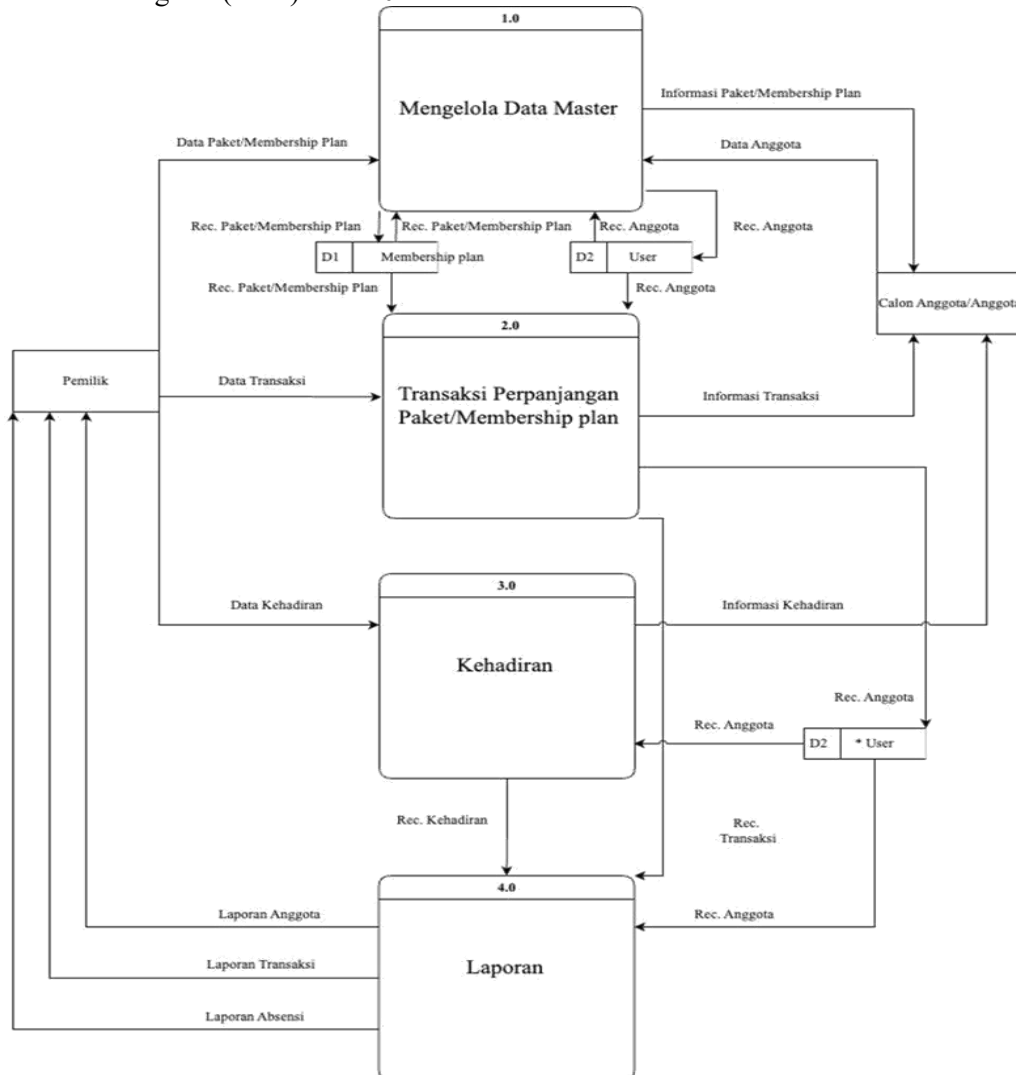 1.0
Mengelola Data Master
Informasi Paket/Membership Plan
Data Paket/Membership Plan
Data Anggota
Rec. Paket/Membership Plan
Rec. Paket/Membership Plan
Rec. Anggota
Rec. Anggota
D1 Membership plan
D2 User
Rec. Paket/Membership Plan
Rec. Anggota
Calon Anggota/Anggota
2.0
Pemilik
Data Transaksi
Transaksi Perpanjangan
Paket/Membership plan
Informasi Transaksi
3.0
Data Kehadiran
Informasi Kehadiran
Kehadiran
Rec. Anggota
Rec. Anggota
D2 * User
Rec. Kehadiran
Rec.
Transaksi
4.0
Laporan Anggota
Rec. Anggota
Laporan Transaksi
Laporan
Laporan Absensi